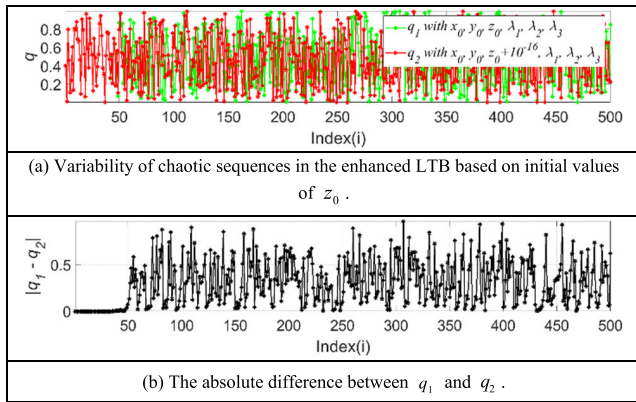 q
0.8
0.6
0.4
0.2
q1 with x0, y0, z0, λ1, λ2, λ3
q2 with x0, y0, z0+10^-16, λ1, λ2, λ3
50 100 150 200 250 300 350 400 450 500
Index(i)
(a) Variability of chaotic sequences in the enhanced LTB based on initial values
of z0 .
|q1 - q2|
0.5
0
50 100 150 200 250 300 350 400 450 500
Index(i)
(b) The absolute difference between q1 and q2 .